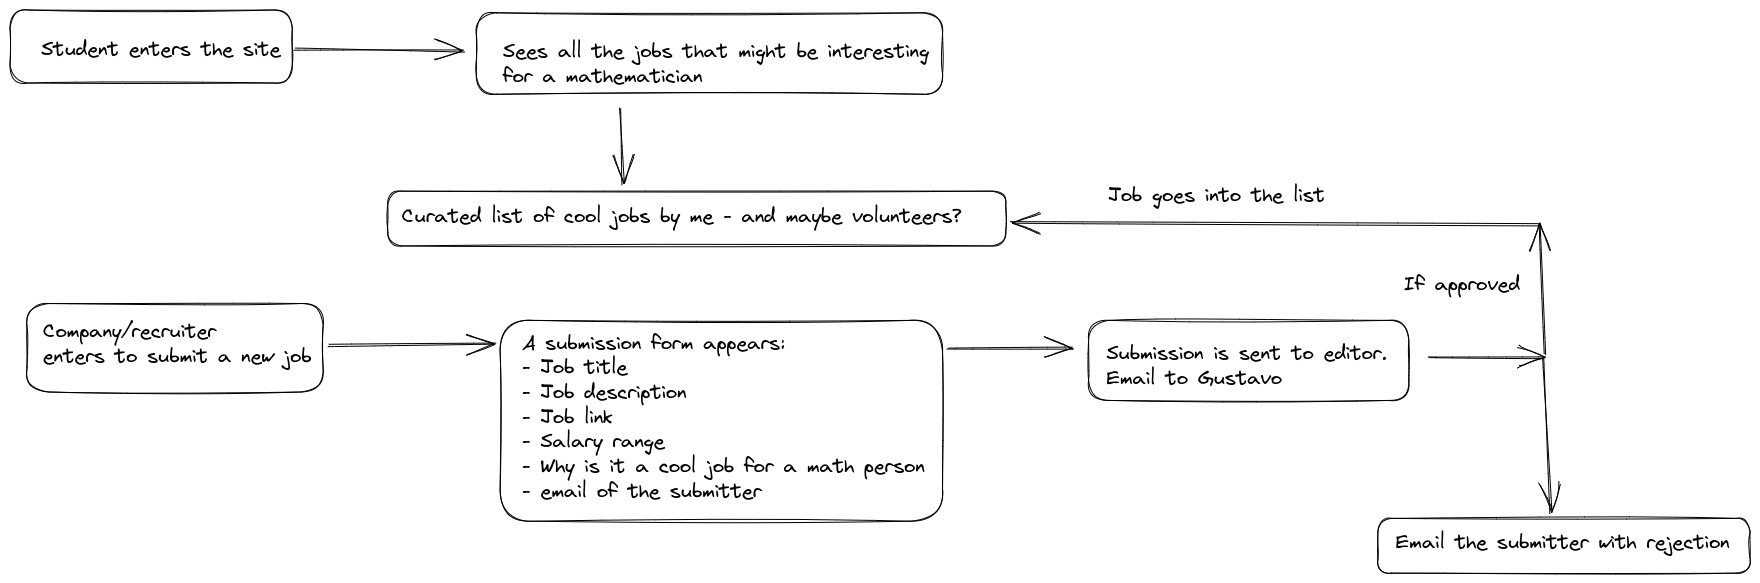 Student enters the site
Sees all the jobs that might be interesting
for a mathematician
Curated list of cool jobs by me - and maybe volunteers?
Job goes into the list
If approved
Company/recruiter
enters to submit a new job
A submission form appears:
- Job title
- Job description
- Job link
- Salary range
- Why is it a cool job for a math person
- email of the submitter
Submission is sent to editor.
Email to Gustavo
Email the submitter with rejection